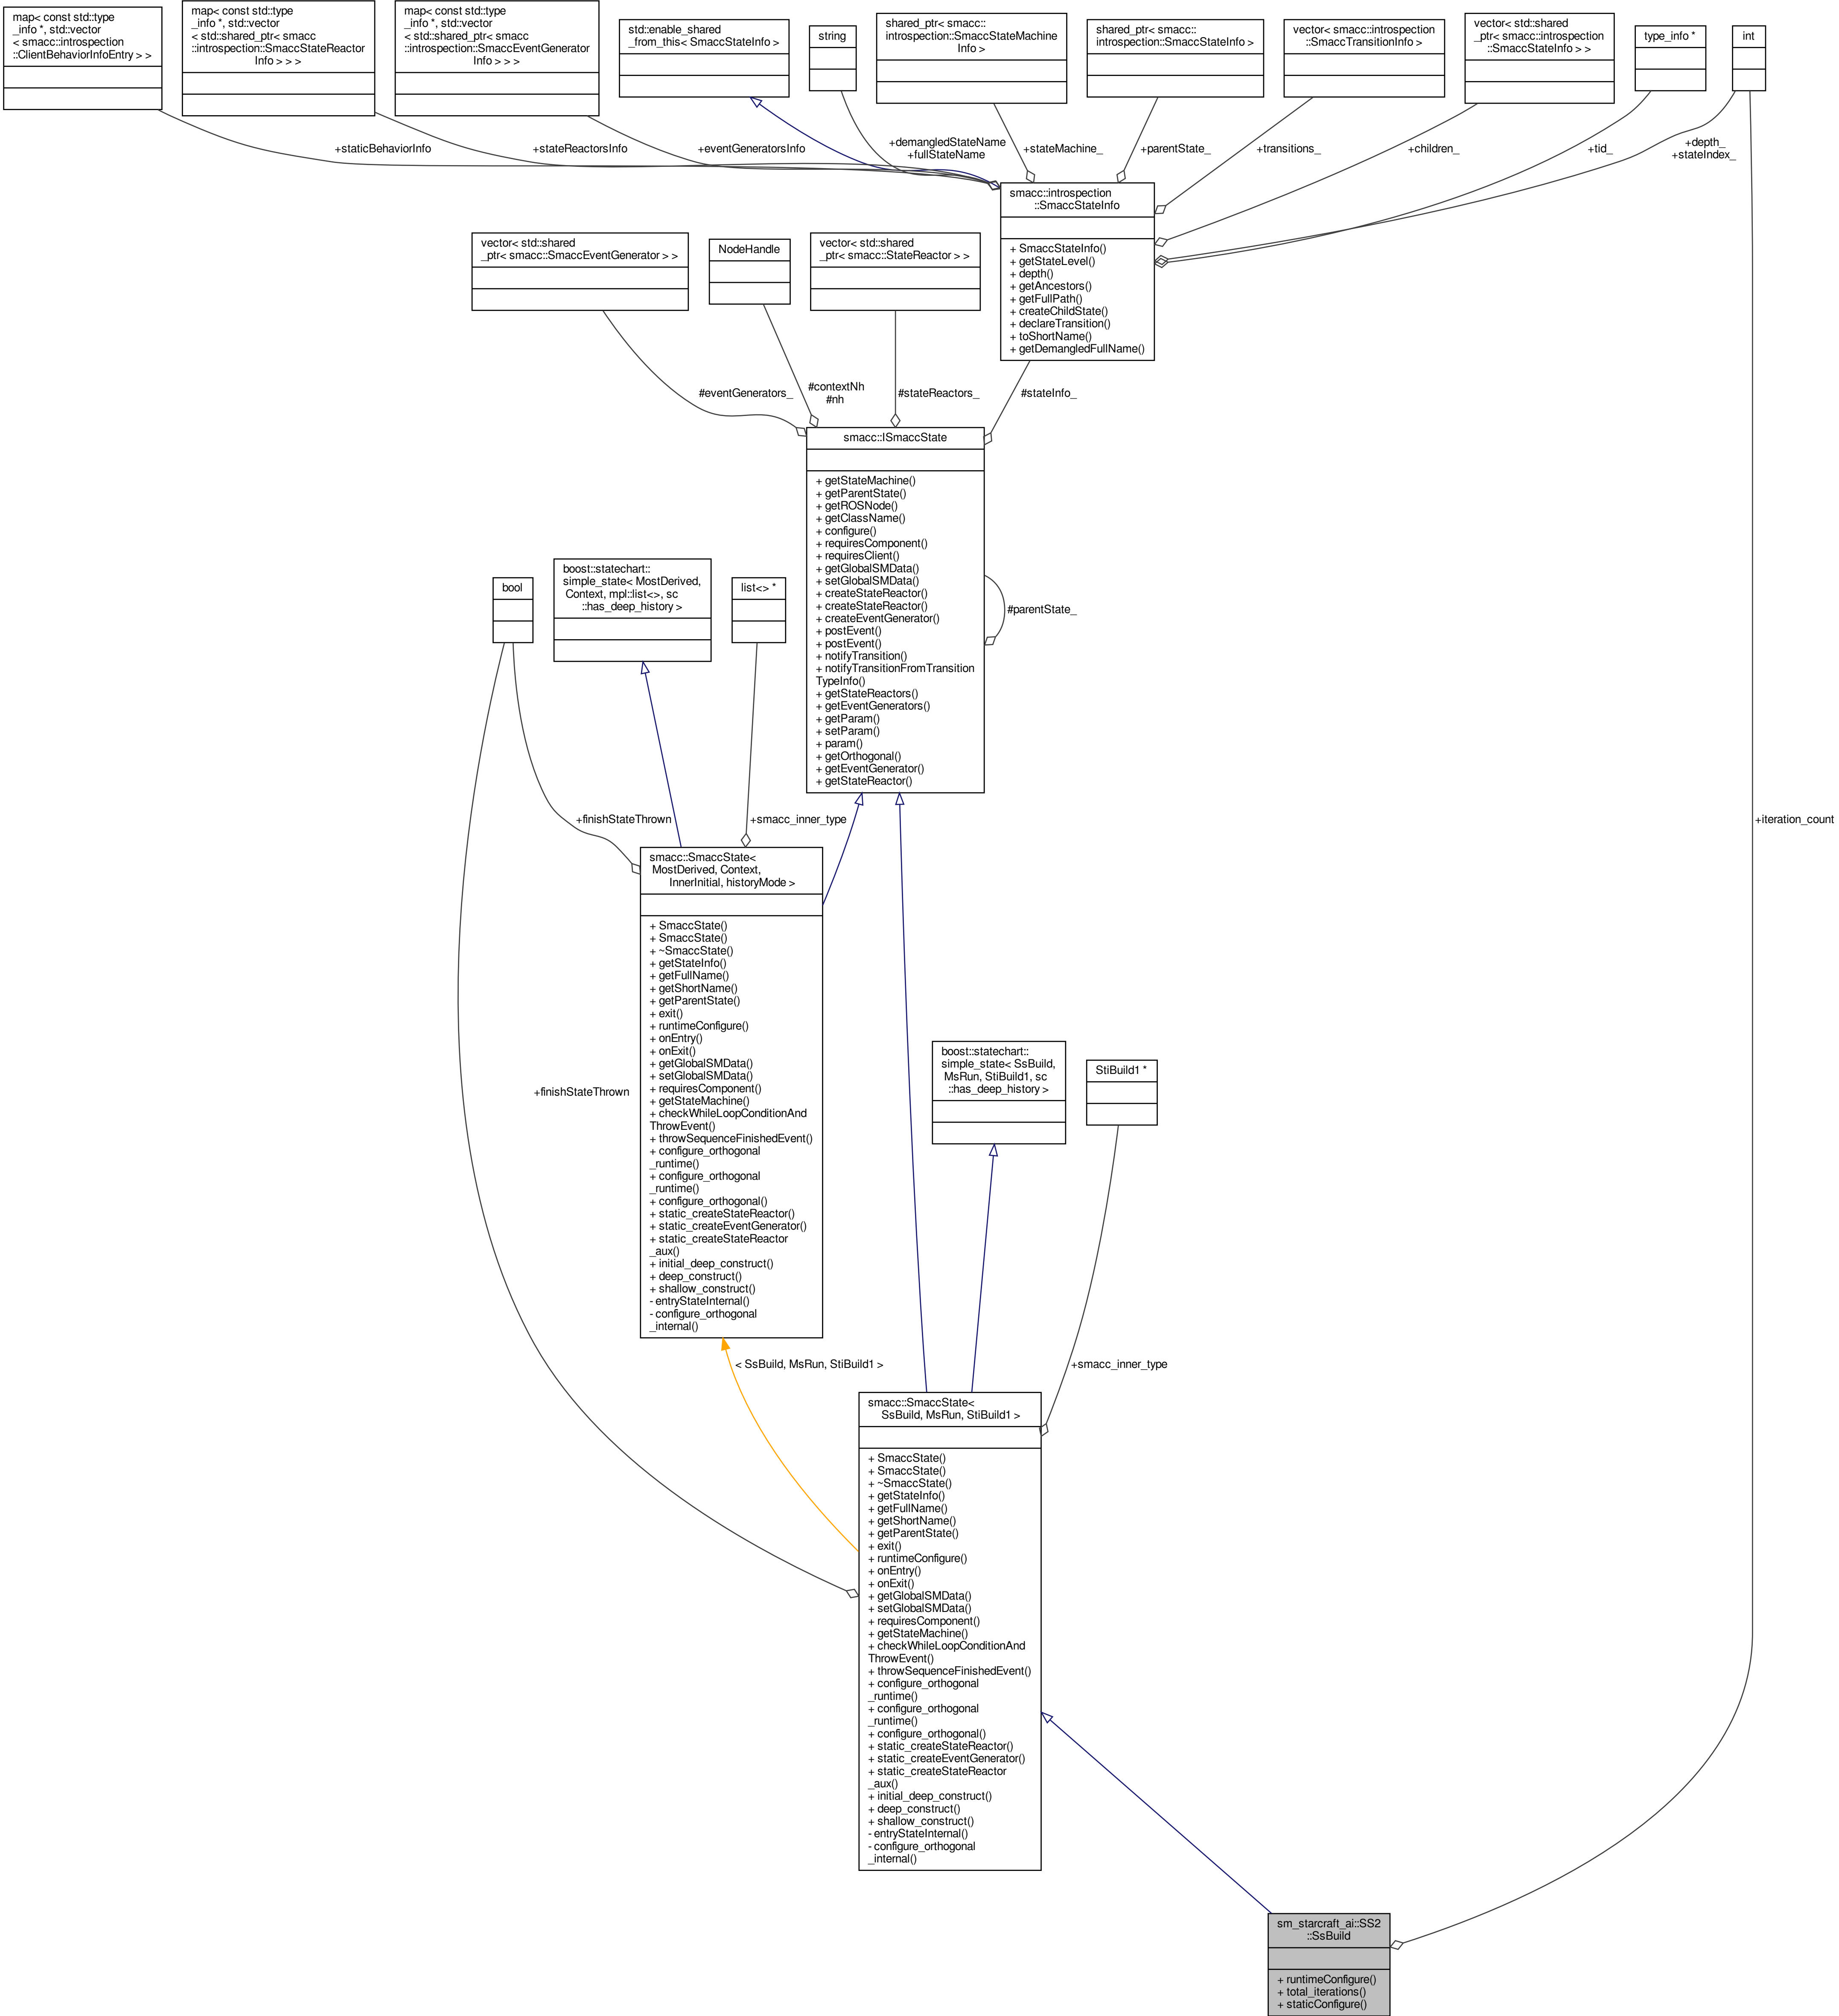 map< const std::type
_info *, std::vector
< smacc::introspection
::ClientBehaviorInfoEntry > >
map< const std::type
_info *, std::vector
< std::shared_ptr< smacc
::introspection::SmaccStateReactor
Info > > >
map< const std::type
_info *, std::vector
< std::shared_ptr< smacc
::introspection::SmaccEventGenerator
Info > > >
std::enable_shared
_from_this< SmaccStateInfo >
string
shared_ptr< smacc::
introspection::SmaccStateMachine
Info >
shared_ptr< smacc::
introspection::SmaccStateInfo >
vector< smacc::introspection
::SmaccTransitionInfo >
vector< std::shared
_ptr< smacc::introspection
::SmaccStateInfo > >
type_info *
int
+staticBehaviorInfo
+stateReactorsInfo
+eventGeneratorsInfo
+demangledStateName
+fullStateName
+stateMachine_
+parentState_
+transitions_
+children_
+tid_
+depth_
+stateIndex_
smacc::introspection
::SmaccStateInfo
+ SmaccStateInfo()
+ getStateLevel()
+ depth()
+ getAncestors()
+ getFullPath()
+ createChildState()
+ declareTransition()
+ toShortName()
+ getDemangledFullName()
vector< std::shared
_ptr< smacc::SmaccEventGenerator > >
NodeHandle
vector< std::shared
_ptr< smacc::StateReactor > >
#eventGenerators_
#contextNh
#nh
#stateReactors_
#stateInfo_
smacc::ISmaccState
+ getStateMachine()
+ getParentState()
+ getROSNode()
+ getClassName()
+ configure()
+ requiresComponent()
+ requiresClient()
+ getGlobalSMData()
+ setGlobalSMData()
+ createStateReactor()
+ createStateReactor()
+ createEventGenerator()
+ postEvent()
+ postEvent()
+ notifyTransition()
+ notifyTransitionFromTransition
TypeInfo()
+ getStateReactors()
+ getEventGenerators()
+ getParam()
+ setParam()
+ param()
+ getOrthogonal()
+ getEventGenerator()
+ getStateReactor()
#parentState_
bool
boost::statechart::
simple_state< MostDerived,
Context, mpl::list<>, sc
::has_deep_history >
list<> *
+finishStateThrown
+smacc_inner_type
+iteration_count
smacc::SmaccState<
MostDerived, Context,
InnerInitial, historyMode >
+ SmaccState()
+ SmaccState()
+ ~SmaccState()
+ getStateInfo()
+ getFullName()
+ getShortName()
+ getParentState()
+ exit()
+ runtimeConfigure()
+ onEntry()
+ onExit()
+ getGlobalSMData()
+ setGlobalSMData()
+ requiresComponent()
+ getStateMachine()
+ checkWhileLoopConditionAnd
ThrowEvent()
+ throwSequenceFinishedEvent()
+ configure_orthogonal
_runtime()
+ configure_orthogonal
_runtime()
+ configure_orthogonal()
+ static_createStateReactor()
+ static_createEventGenerator()
+ static_createStateReactor
_aux()
+ initial_deep_construct()
+ deep_construct()
+ shallow_construct()
- entryStateInternal()
- configure_orthogonal
_internal()
+finishStateThrown
boost::statechart::
simple_state< SsBuild,
MsRun, StiBuild1, sc
::has_deep_history >
StiBuild1 *
< SsBuild, MsRun, StiBuild1 >
+smacc_inner_type
smacc::SmaccState<
SsBuild, MsRun, StiBuild1 >
+ SmaccState()
+ SmaccState()
+ ~SmaccState()
+ getStateInfo()
+ getFullName()
+ getShortName()
+ getParentState()
+ exit()
+ runtimeConfigure()
+ onEntry()
+ onExit()
+ getGlobalSMData()
+ setGlobalSMData()
+ requiresComponent()
+ getStateMachine()
+ checkWhileLoopConditionAnd
ThrowEvent()
+ throwSequenceFinishedEvent()
+ configure_orthogonal
_runtime()
+ configure_orthogonal
_runtime()
+ configure_orthogonal()
+ static_createStateReactor()
+ static_createEventGenerator()
+ static_createStateReactor
_aux()
+ initial_deep_construct()
+ deep_construct()
+ shallow_construct()
- entryStateInternal()
- configure_orthogonal
_internal()
sm_starcraft_ai::SS2
::SsBuild
+ runtimeConfigure()
+ total_iterations()
+ staticConfigure()